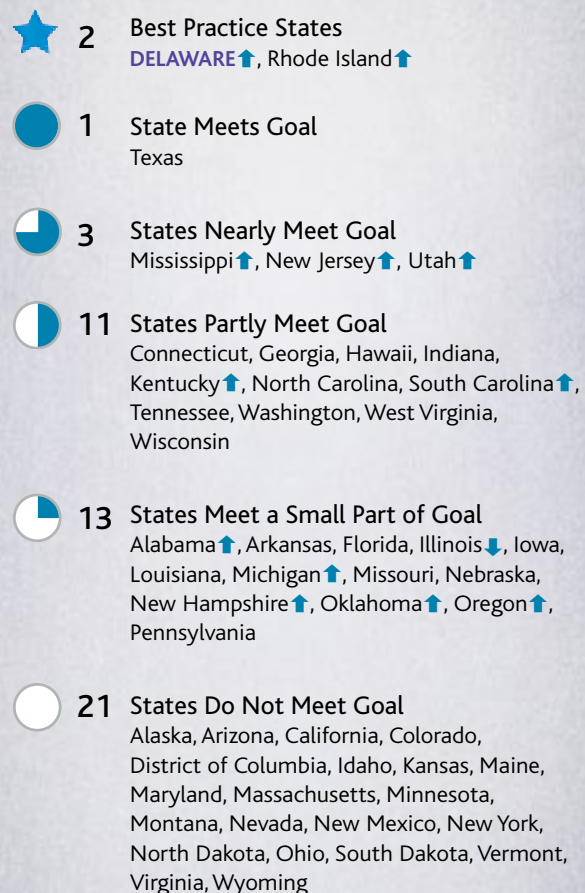 2 Best Practice States
DELAWARE⬆, Rhode Island⬆
1 State Meets Goal
Texas
3 States Nearly Meet Goal
Mississippi⬆, New Jersey⬆, Utah⬆
11 States Partly Meet Goal
Connecticut, Georgia, Hawaii, Indiana,
Kentucky⬆, North Carolina, South Carolina⬆,
Tennessee, Washington, West Virginia,
Wisconsin
13 States Meet a Small Part of Goal
Alabama⬆, Arkansas, Florida, Illinois⬇, Iowa,
Louisiana, Michigan⬆, Missouri, Nebraska,
New Hampshire⬆, Oklahoma⬆, Oregon⬆,
Pennsylvania
21 States Do Not Meet Goal
Alaska, Arizona, California, Colorado,
District of Columbia, Idaho, Kansas, Maine,
Maryland, Massachusetts, Minnesota,
Montana, Nevada, New Mexico, New York,
North Dakota, Ohio, South Dakota, Vermont,
Virginia, Wyoming